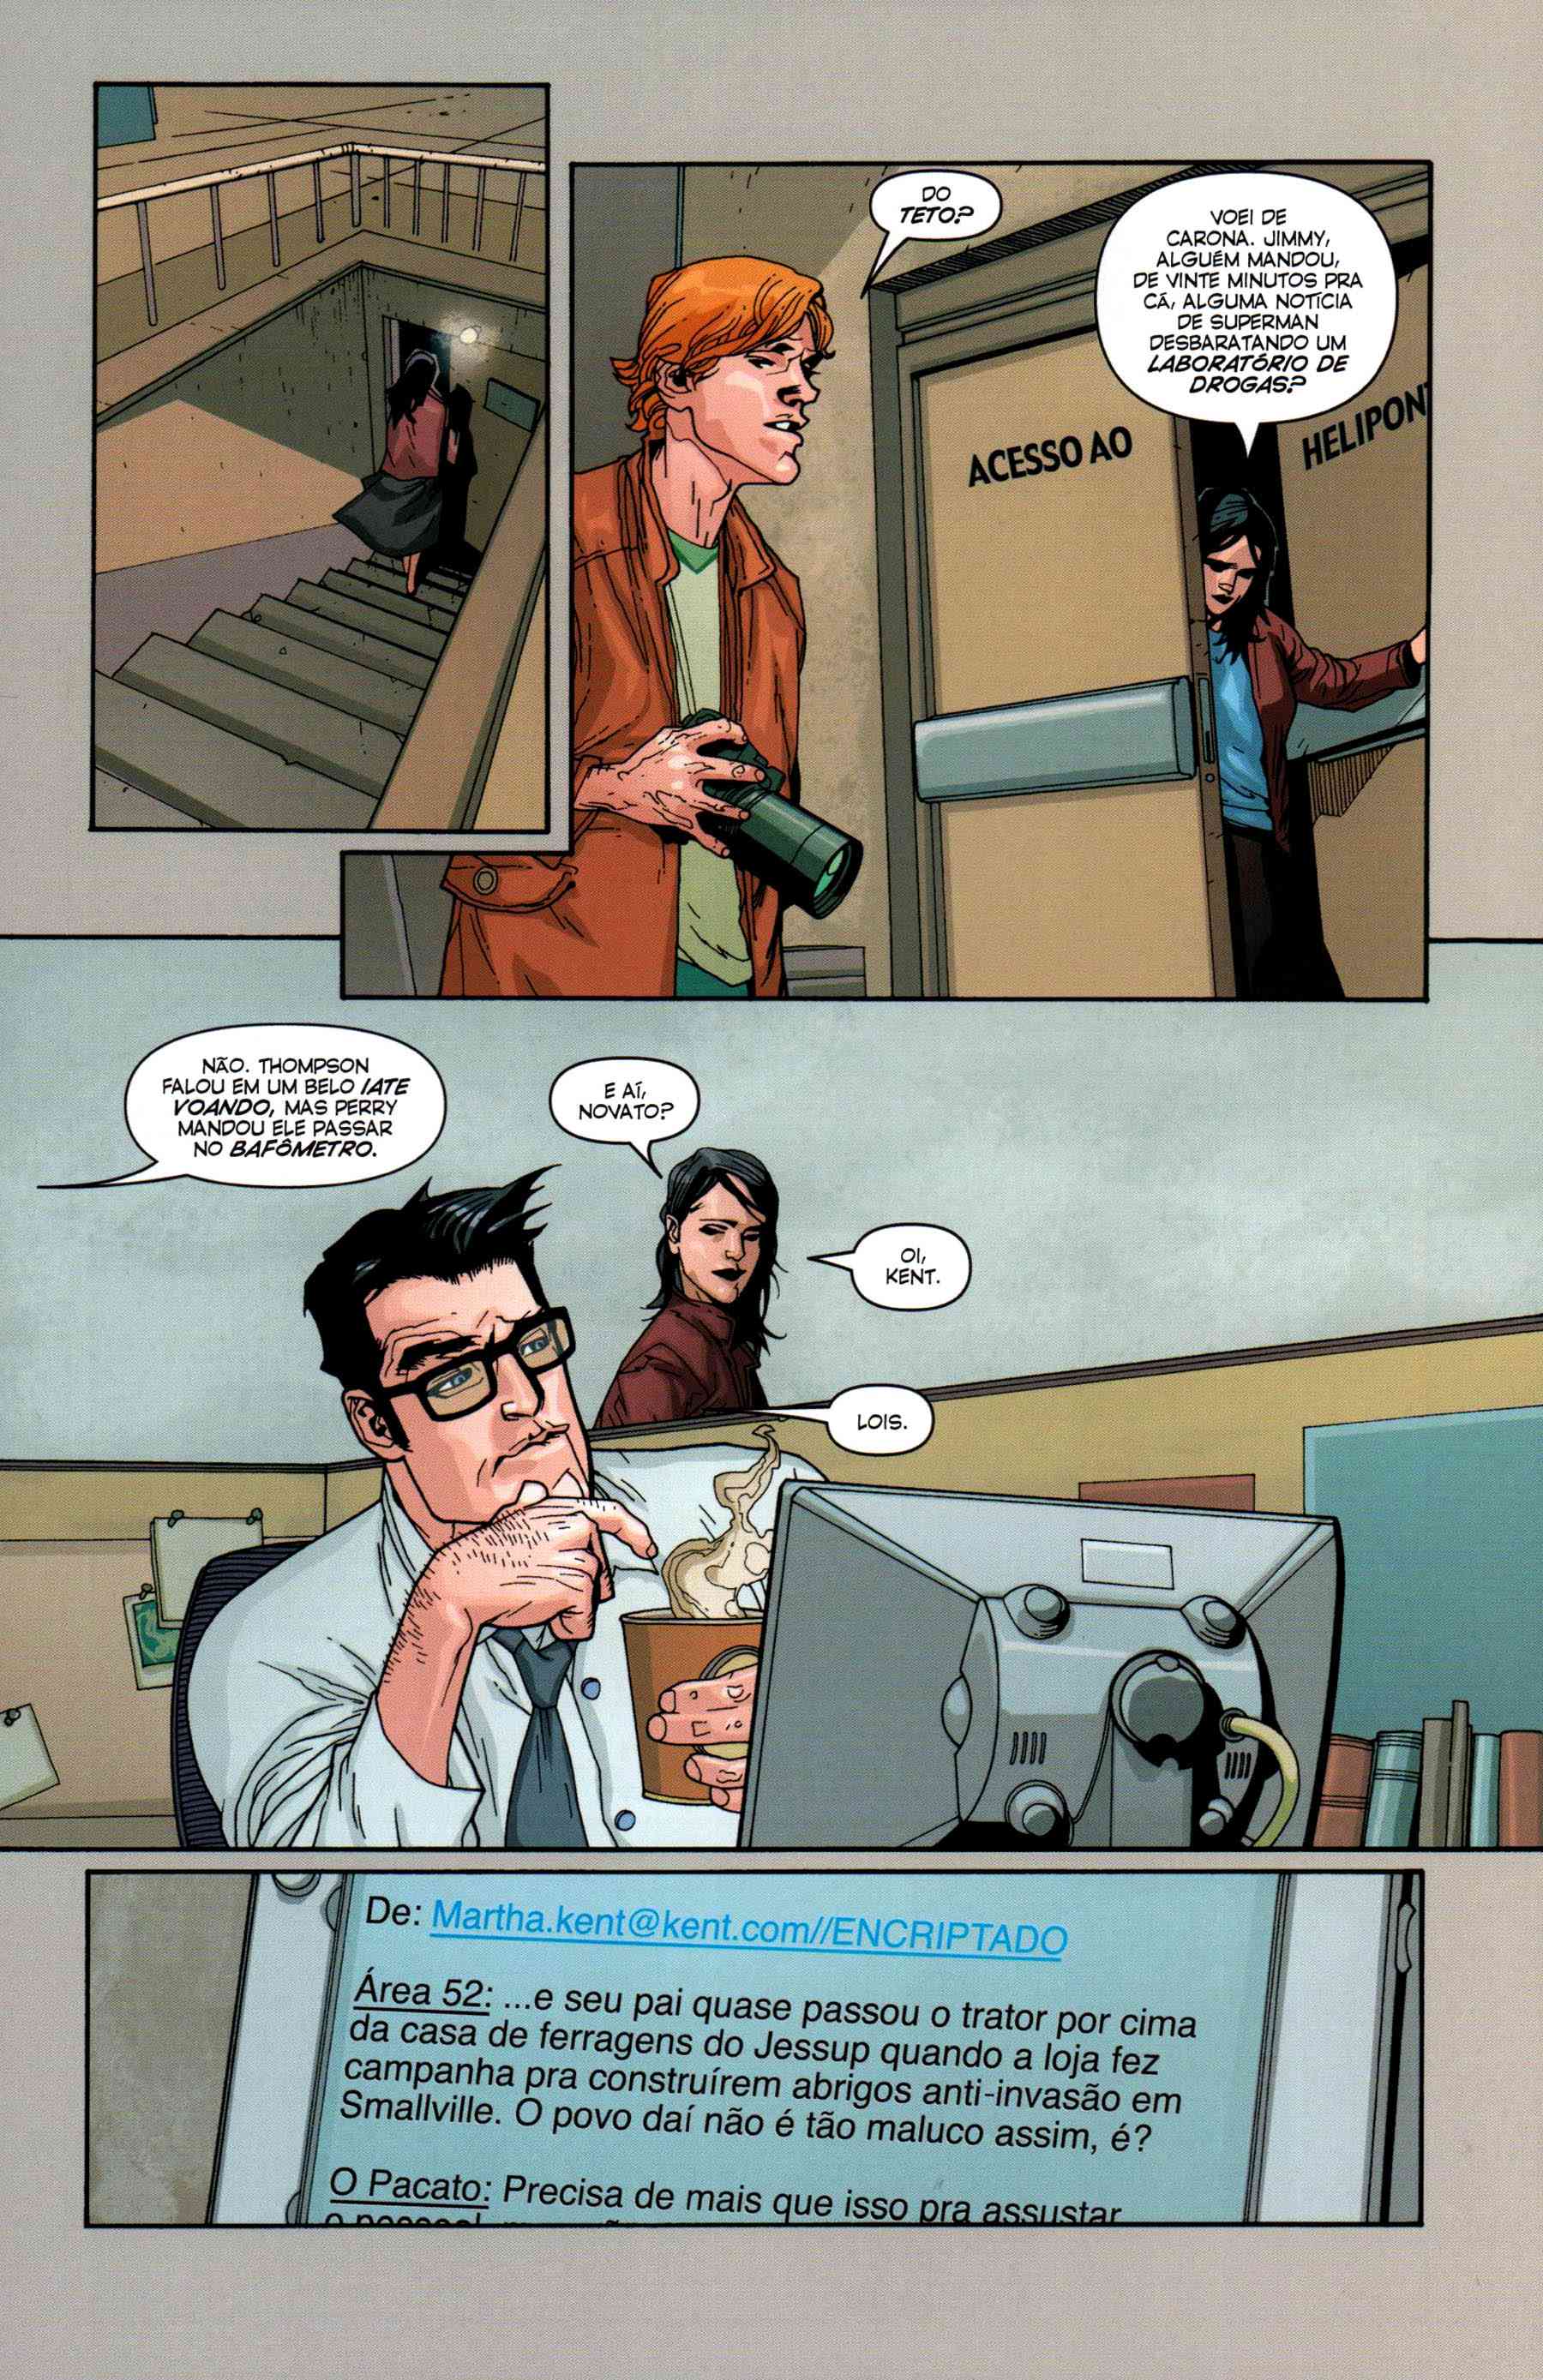 DO
TETO?
VOEI DE
CARONA. JIMMY,
ALGUÉM MANDOU,
DE VINTE MINUTOS PRA
CÁ, ALGUMA NOTÍCIA
DE SUPERMAN
DESBARATANDO UM
LABORATÓRIO DE
DROGAS?
ACESSO AO
HELIPON
NÃO. THOMPSON
FALOU EM UM BELO IATE
VOANDO, MAS PERRY
MANDOU ELE PASSAR
NO BAFÔMETRO.
E AÍ,
NOVATO?
OI,
KENT.
LOIS.
De: Martha.kent@kent.com//ENCRIPTADO
Área 52: ...e seu pai quase passou o trator por cima
da casa de ferragens do Jessup quando a loja fez
campanha pra construírem abrigos anti-invasão em
Smallville. O povo daí não é tão maluco assim, é?
O Pacato: Precisa de mais que isso pra assustar